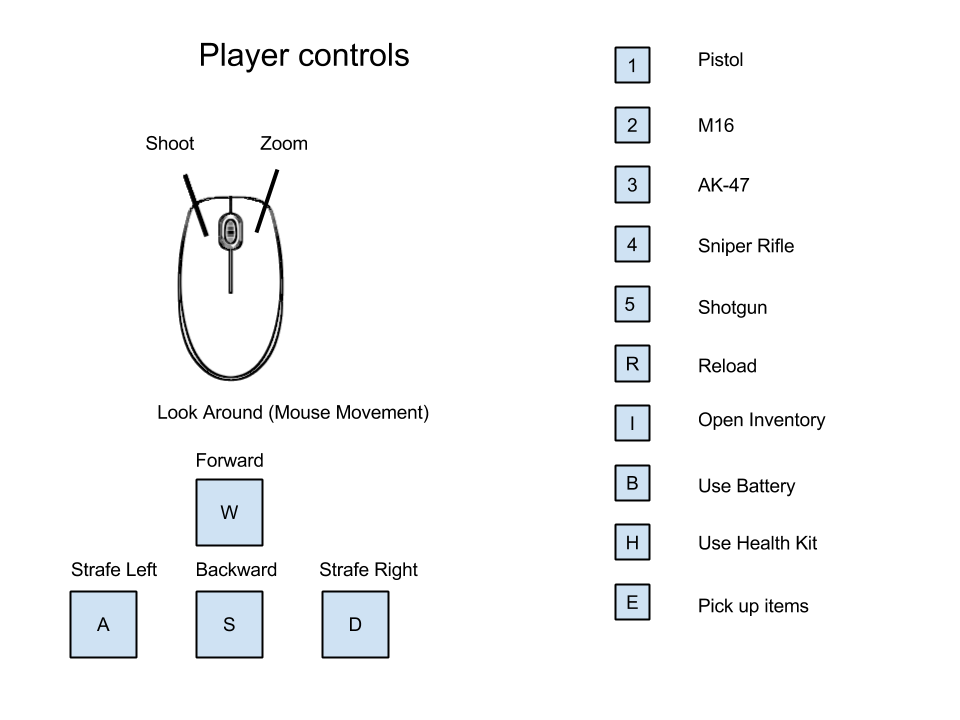 Player controls
Shoot
Zoom
Look Around (Mouse Movement)
Forward
W
Strafe Left
Backward
Strafe Right
A
S
D
1
Pistol
2
M16
3
AK-47
4
Sniper Rifle
5
Shotgun
R
Reload
I
Open Inventory
B
Use Battery
H
Use Health Kit
E
Pick up items